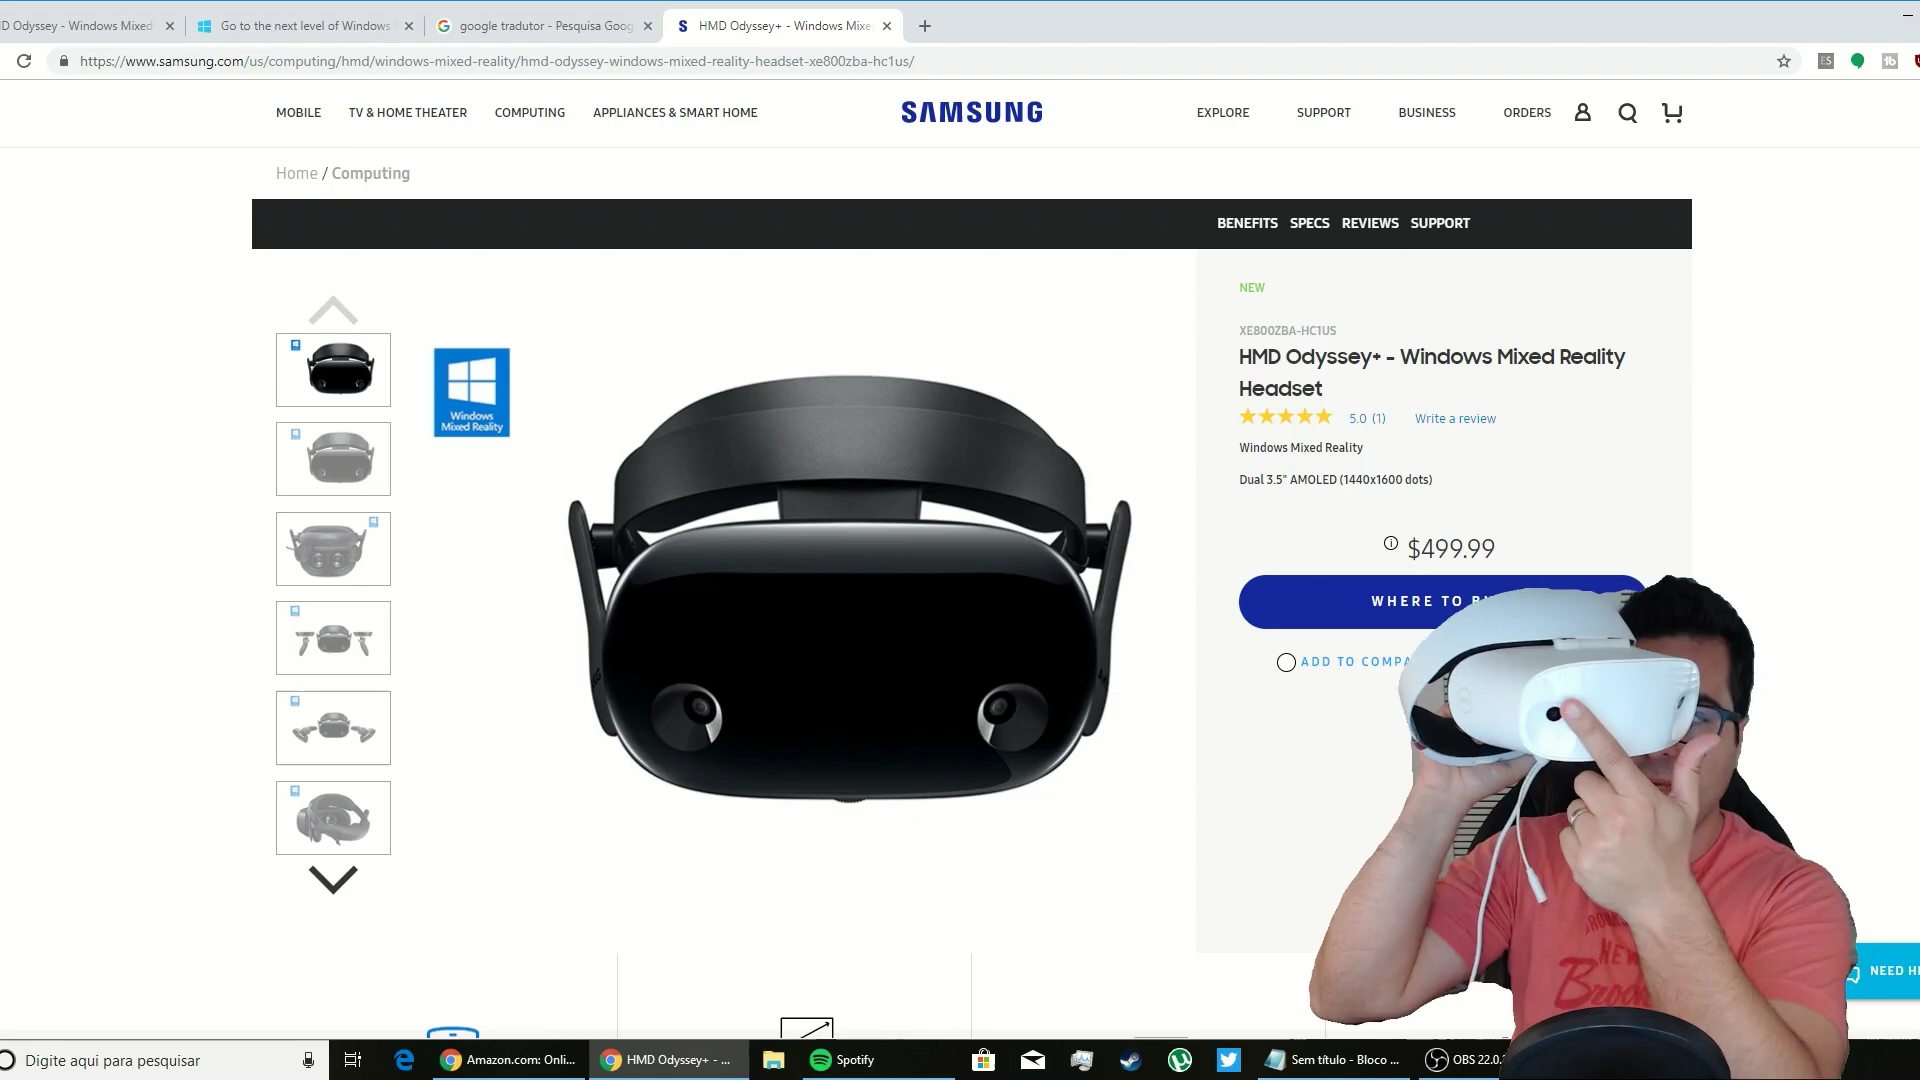 D Odyssey - Windows Mixed
Go to the next level of Windows
google tradutor - Pesquisa Goog
HMD Odyssey+ - Windows Mixe
https://www.samsung.com/us/computing/hmd/windows-mixed-reality/hmd-odyssey-windows-mixed-reality-headset-xe800zba-hc1us/
ES
MOBILE TV & HOME THEATER COMPUTING APPLIANCES & SMART HOME SAMSUNG EXPLORE SUPPORT BUSINESS ORDERS
Home / Computing
BENEFITS SPECS REVIEWS SUPPORT
Windows
Mixed Reality
NEW
XE800ZBA-HC1US
HMD Odyssey+ - Windows Mixed Reality
Headset
5.0 (1) Write a review
Windows Mixed Reality
Dual 3.5" AMOLED (1440x1600 dots)
$499.99
WHERE TO B
ADD TO COMPA
NEW
NEED HE
Digite aqui para pesquisar
Amazon.com: Onli...
HMD Odyssey+ - ...
Spotify
Sem título - Bloco ...
OBS 22.0.